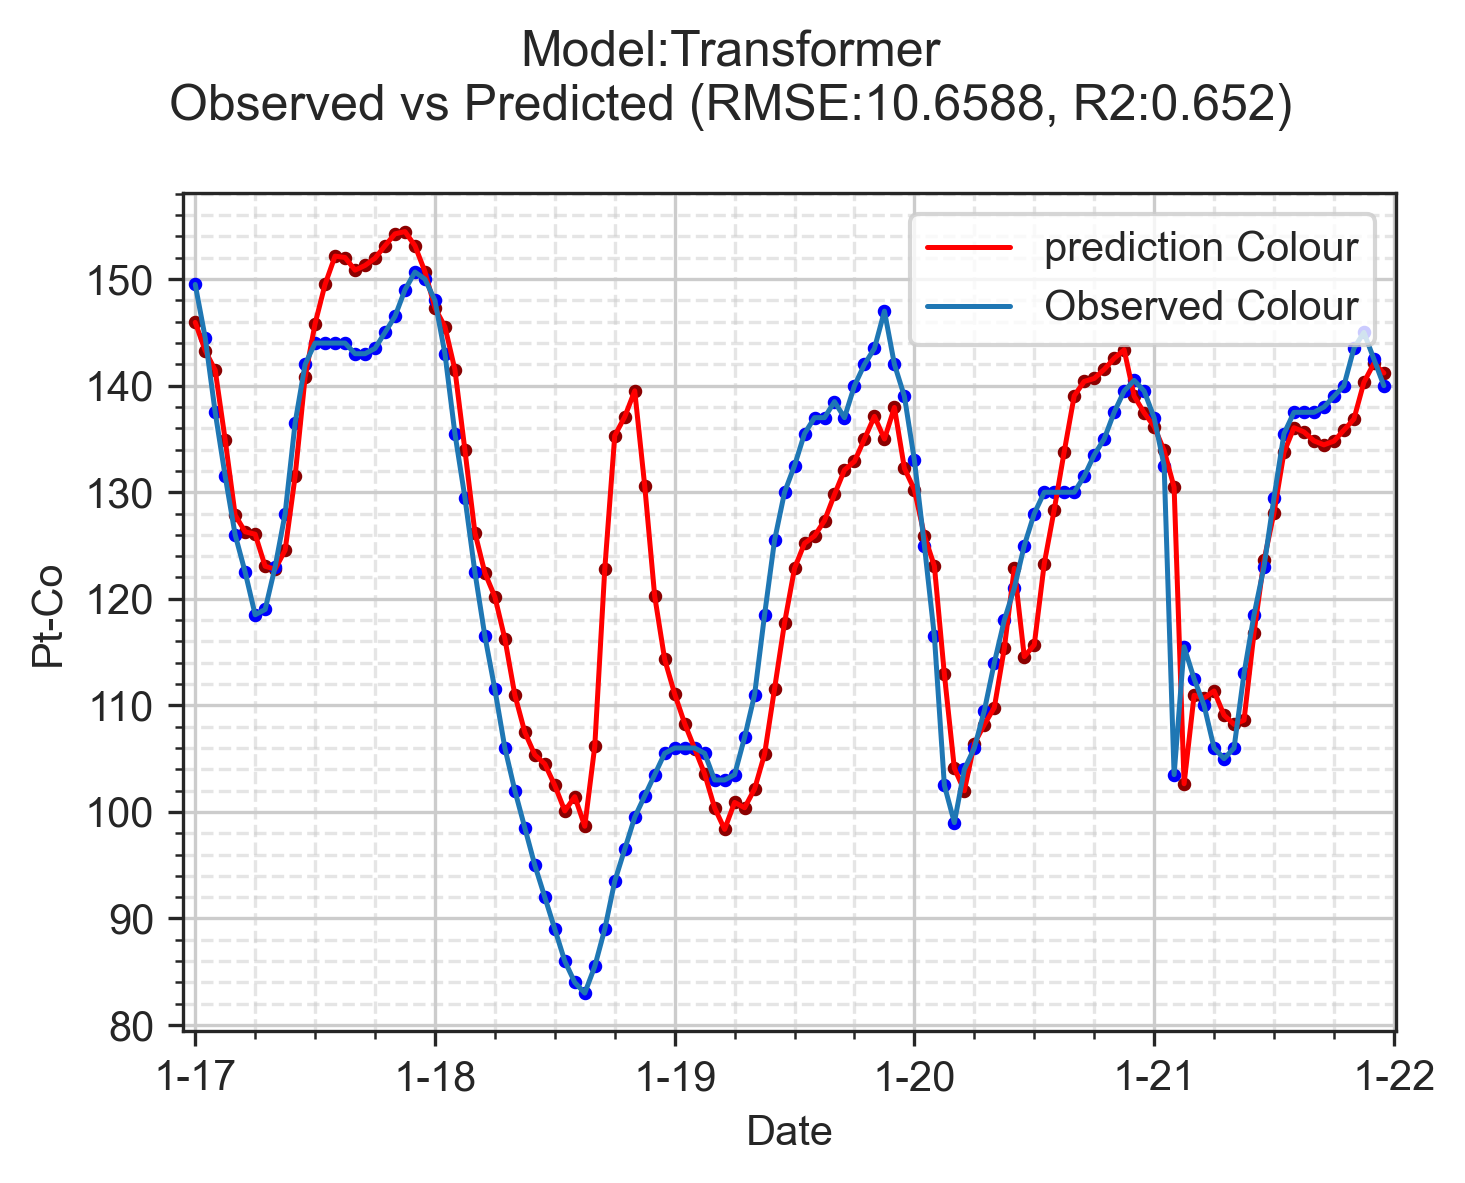 Model:Transformer
Observed vs Predicted (RMSE:10.6588, R2:0.652)
prediction Colour
Observed Colour
150
140
130
120
110
100
90
80
Pt-Co
1-17
1-18
1-19
1-20
1-21
1-22
Date